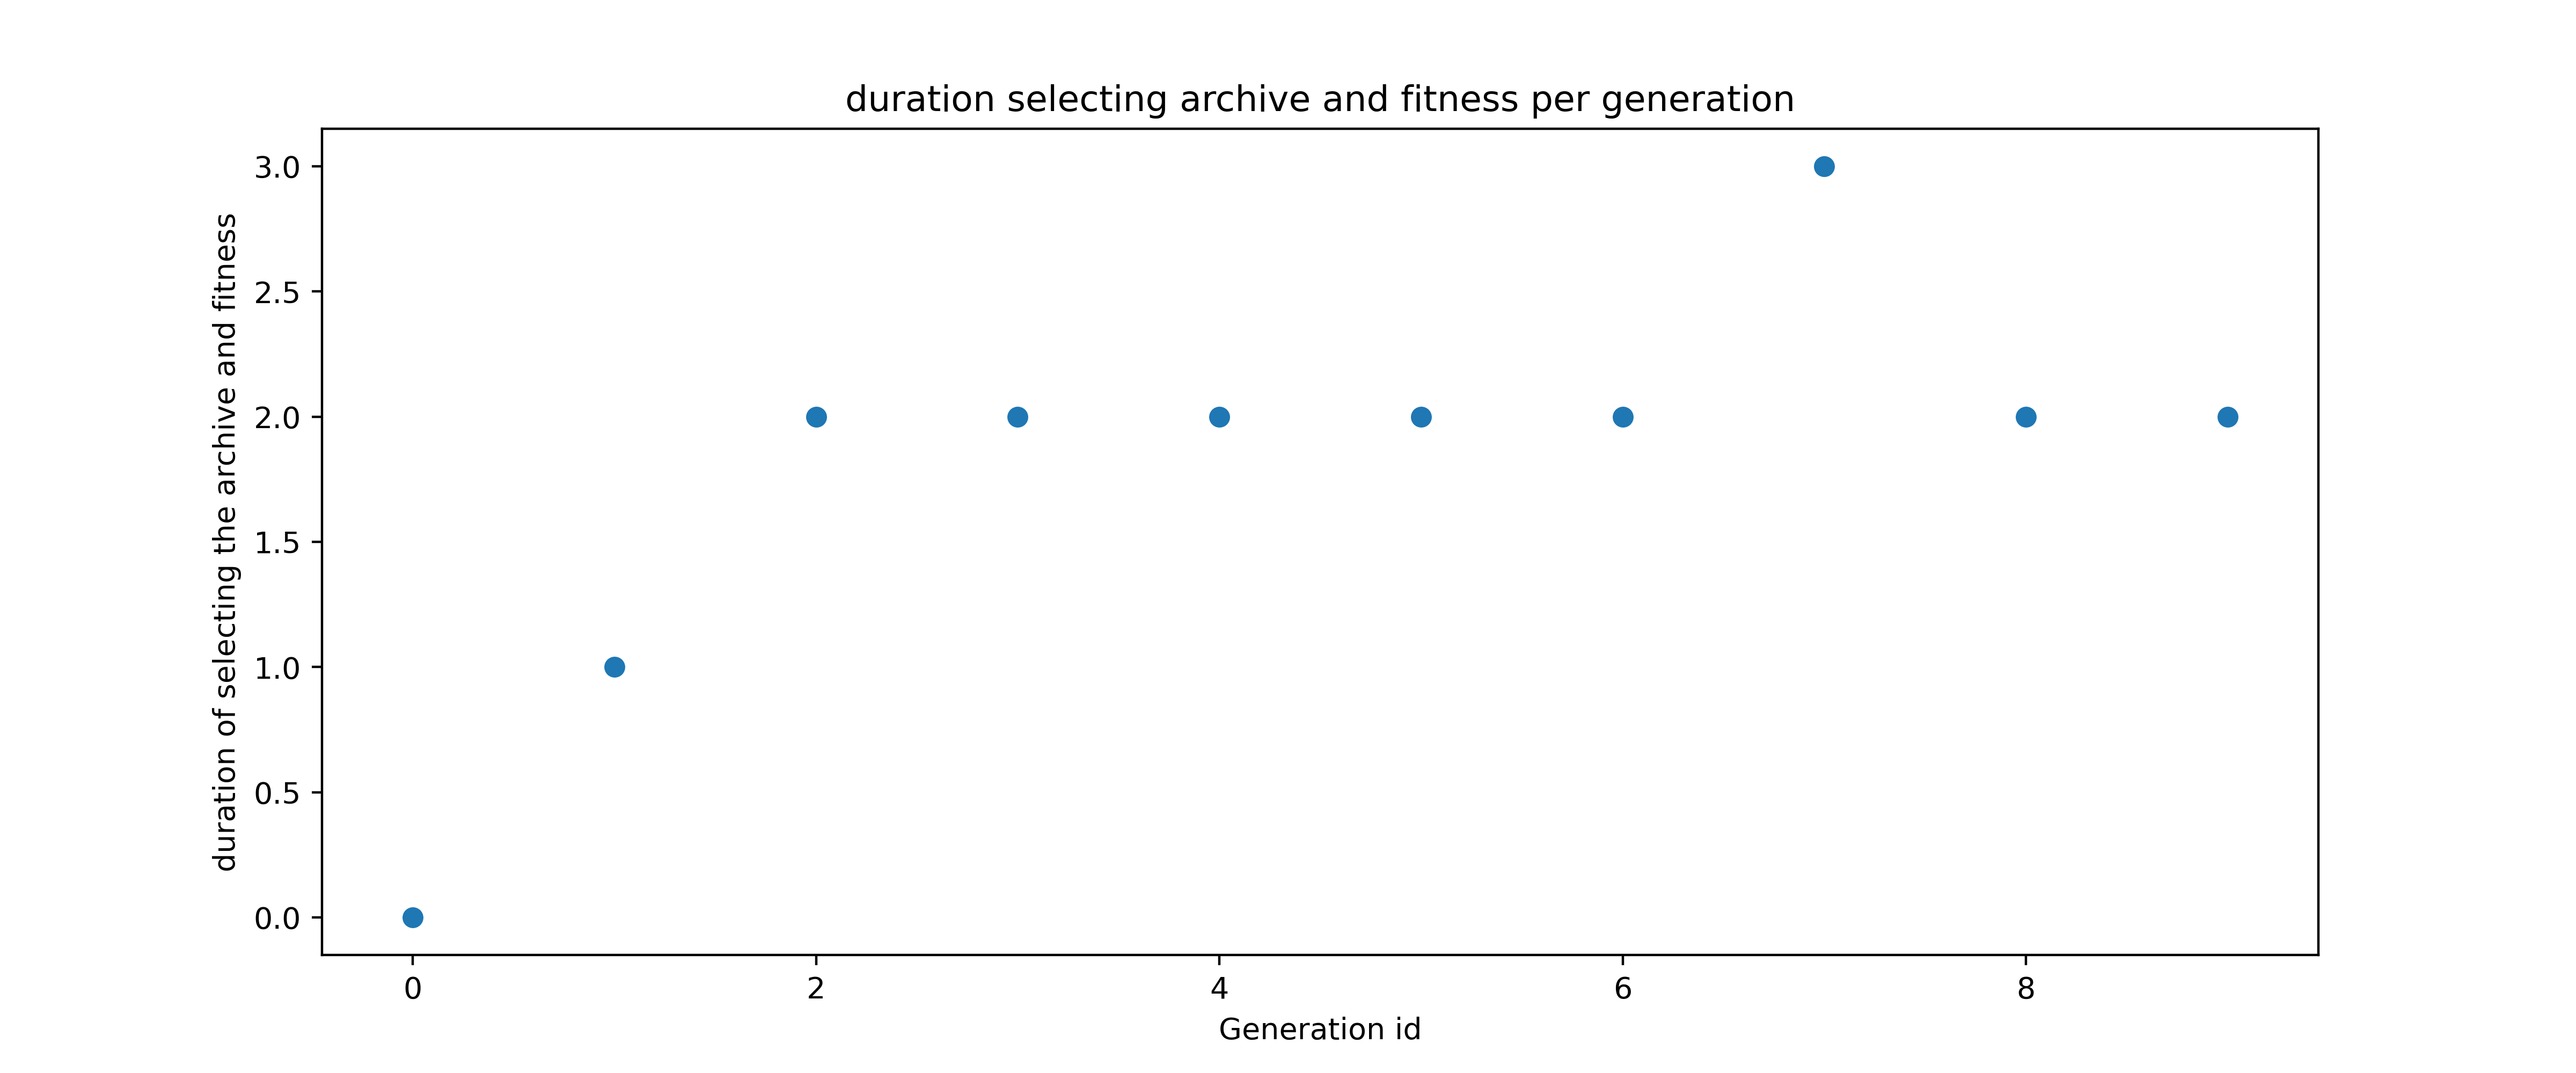 duration selecting archive and fitness per generation
duration of selecting the archive and fitness
3.0
2.5
2.0
1.5
1.0
0.5
0.0
0 2 4 6 8
Generation id